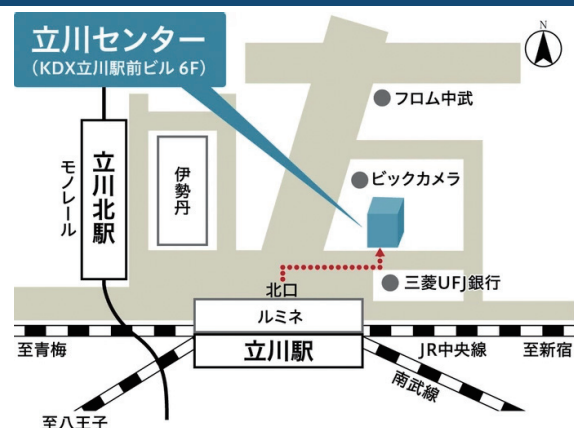 立川センター
（KDX立川駅前ビル 6F）
N
フロム中武
ビックカメラ
伊勢丹
立川北駅
モノレール
三菱UFJ銀行
北口
ルミネ
立川駅
至青梅
JR中央線
至新宿
南武線
至八王子